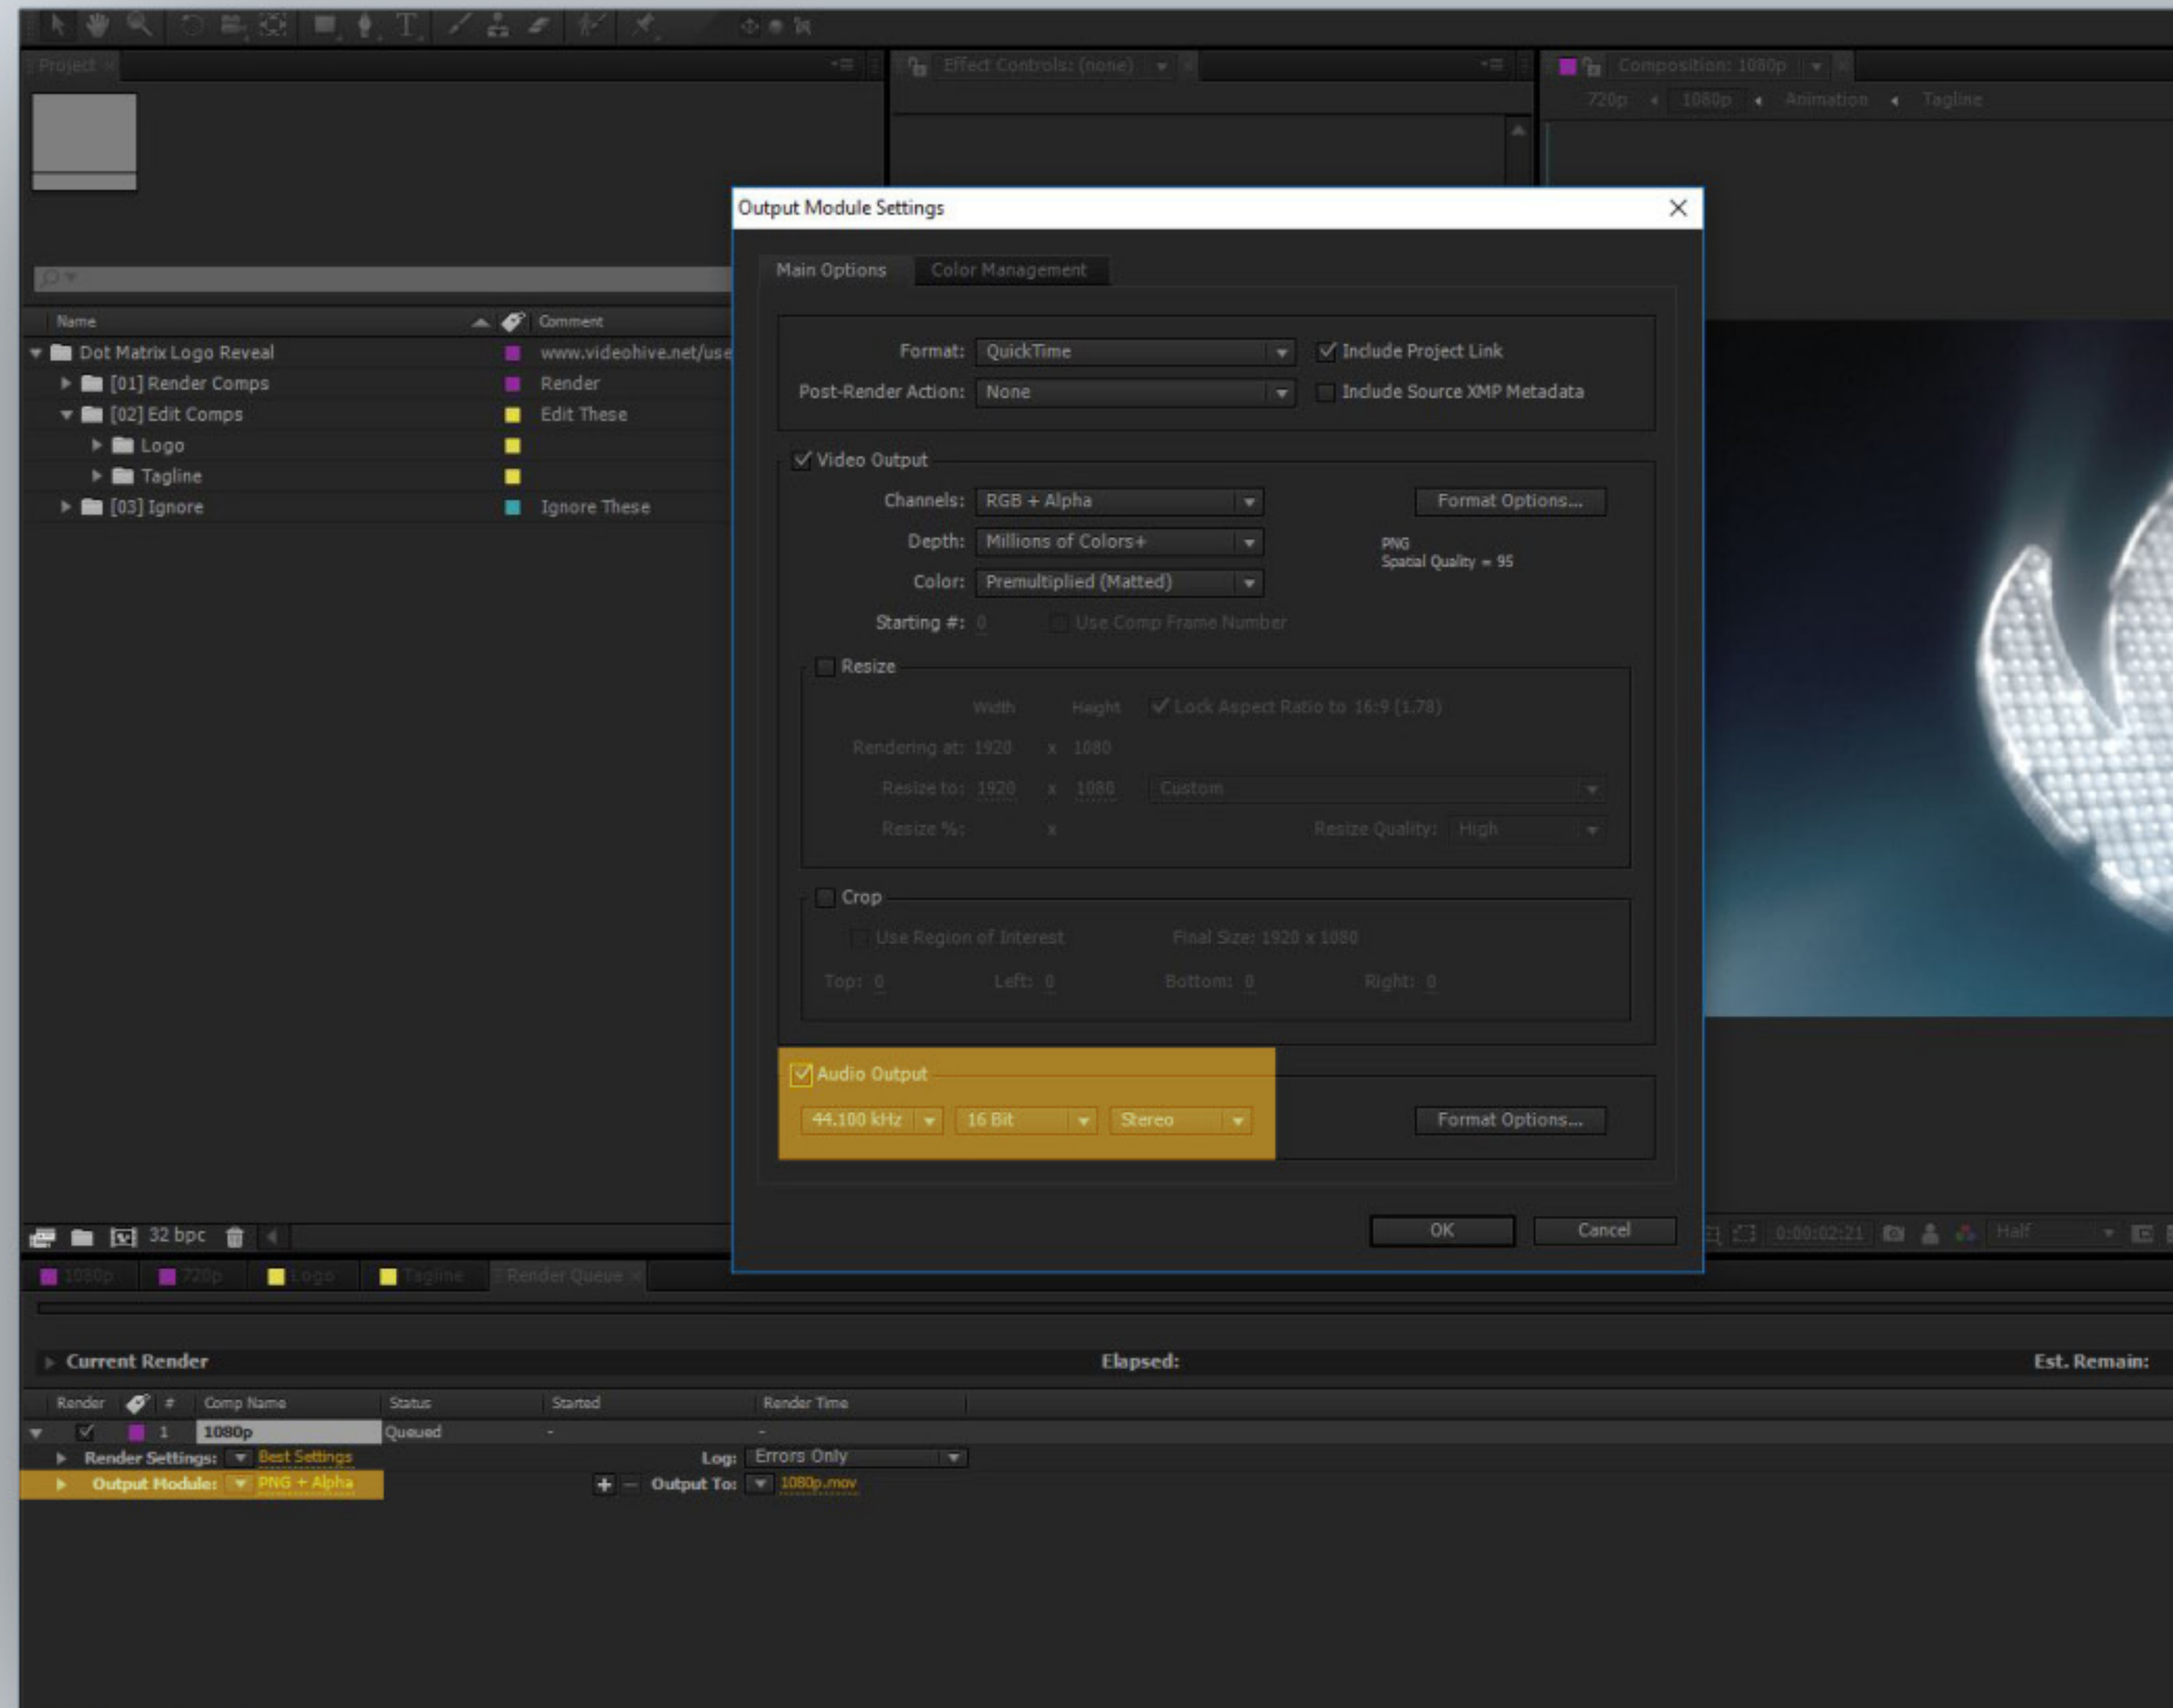 Project
Effect Controls: (none)
Composition: 1080p
720p 1080p Animation Tagline
Name Comment
Dot Matrix Logo Reveal www.videohive.net/use
[01] Render Comps Render
[02] Edit Comps Edit These
Logo
Tagline
[03] Ignore Ignore These
32 bpc
Output Module Settings
Main Options Color Management
Format: QuickTime Include Project Link
Post-Render Action: None Include Source XMP Metadata
Video Output
Channels: RGB + Alpha Format Options...
Depth: Millions of Colors+ PNG
Spatial Quality = 95
Color: Premultiplied (Matted)
Starting #: 0 Use Comp Frame Number
Resize
Width Height Lock Aspect Ratio to 16:9 (1.78)
Rendering at: 1920 x 1080
Resize to: 1920 x 1080 Custom
Resize %: x Resize Quality: High
Crop
Use Region of Interest Final Size: 1920 x 1080
Top: 0 Left: 0 Bottom: 0 Right: 0
Audio Output
44.100 kHz 16 Bit Stereo Format Options...
OK Cancel
0:00:02:21 Half
1080p 720p Logo Tagline Render Queue
Current Render Elapsed: Est. Remain:
Render # Comp Name Status Started Render Time
1 1080p Queued - -
Render Settings: Best Settings Log: Errors Only
Output Module: PNG + Alpha + - Output To: 1080p.mov